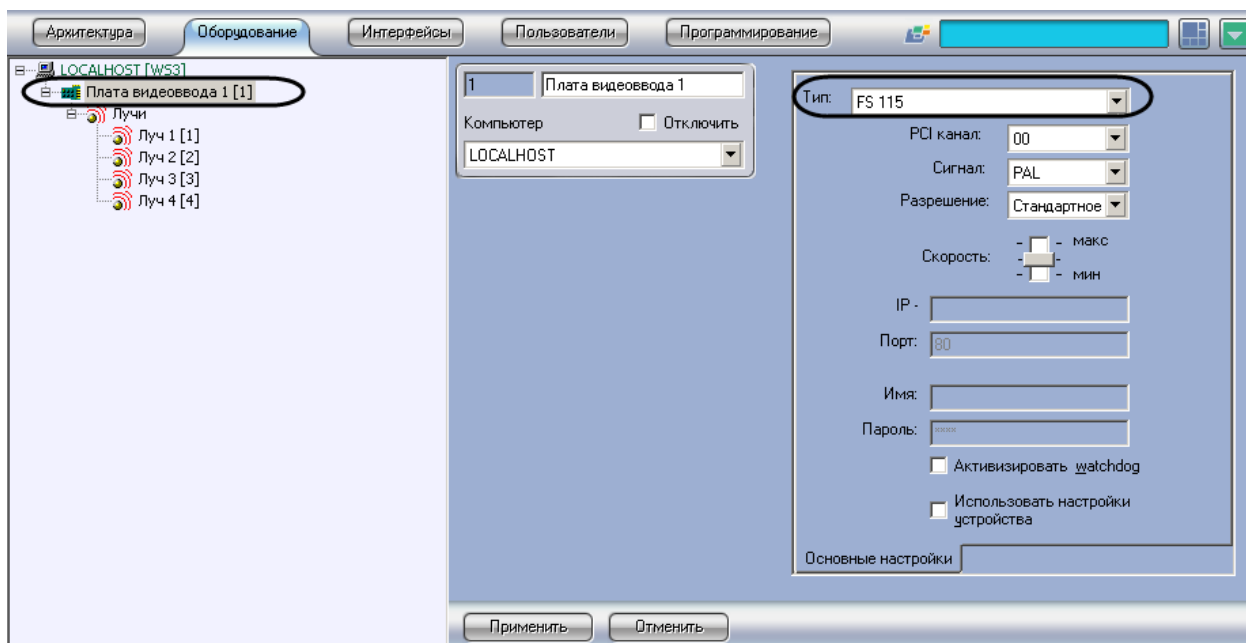 Архитектура Оборудование Интерфейсы Пользователи Программирование
LOCALHOST [WS3]
Плата видеоввода 1 [1]
Лучи
Луч 1 [1]
Луч 2 [2]
Луч 3 [3]
Луч 4 [4]
1 Плата видеоввода 1
Компьютер Отключить
LOCALHOST
Тип: FS 115
PCI канал: 00
Сигнал: PAL
Разрешение: Стандартное
Скорость: макс
мин
IP -
Порт: 80
Имя:
Пароль: ××××
Активизировать watchdog
Использовать настройки
устройства
Основные настройки
Применить Отменить